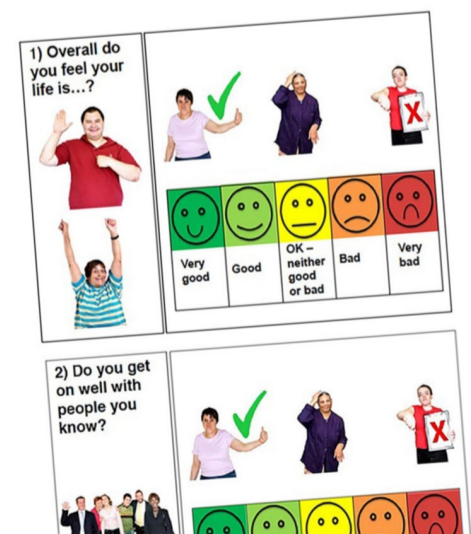 1) Overall do
you feel your
life is...?
X
Very
good
Good
OK –
neither
good
or bad
Bad
Very
bad
2) Do you get
on well with
people you
know?
X